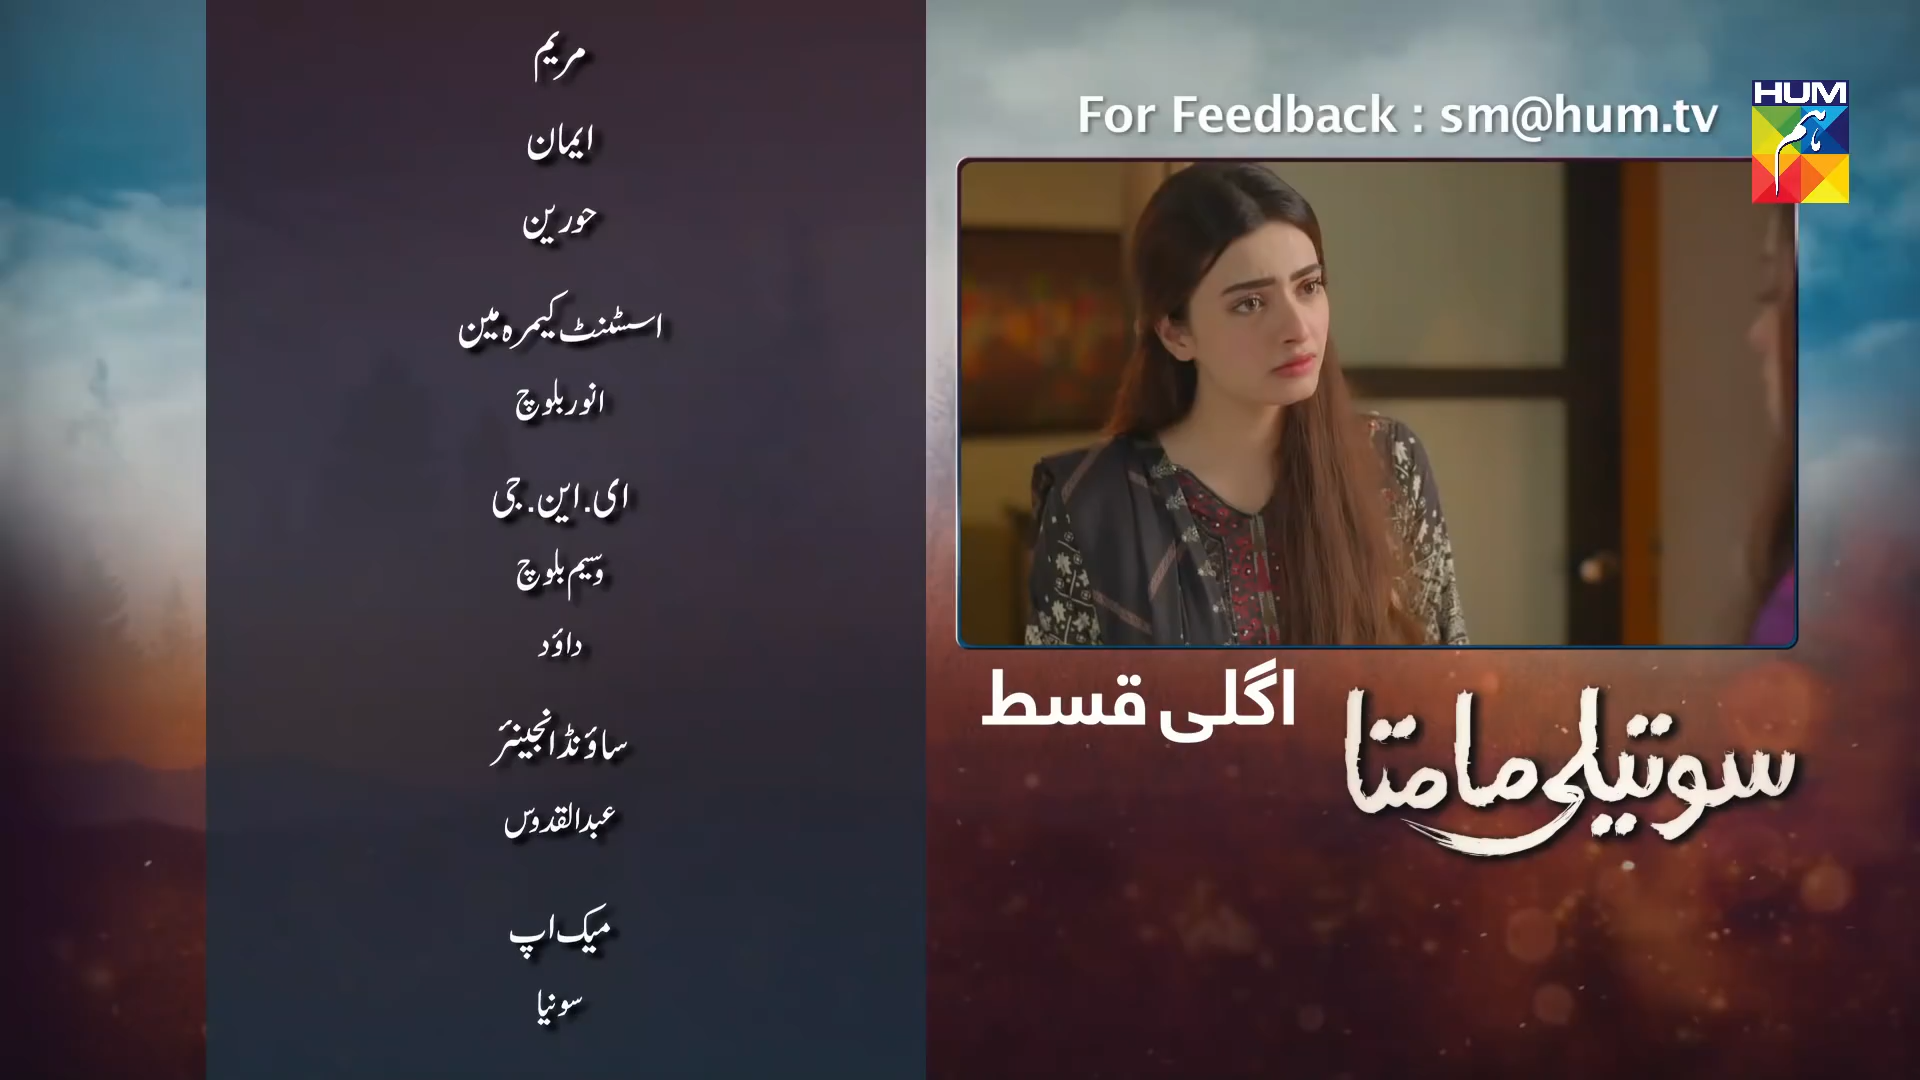 مریم
ایمان
حورین
اسسٹنٹ کیمرہ مین
انور بلوچ
ای.این.جی
وسیم بلوچ
داؤد
ساؤنڈ انجینئر
عبدالقدوس
میک اپ
سونیا
For Feedback : sm@hum.tv
HUM
ہم
اگلی قسط
سوتیلی مامتا